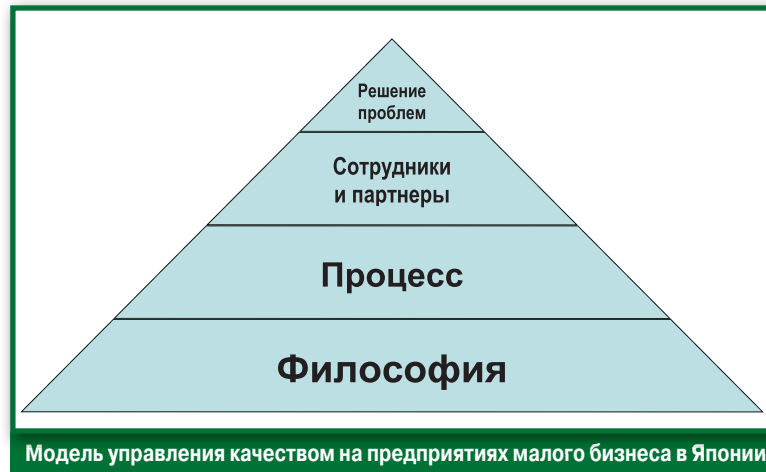 Решение
проблем
Сотрудники
и партнеры
Процесс
Философия
Модель управления качеством на предприятиях малого бизнеса в Японии